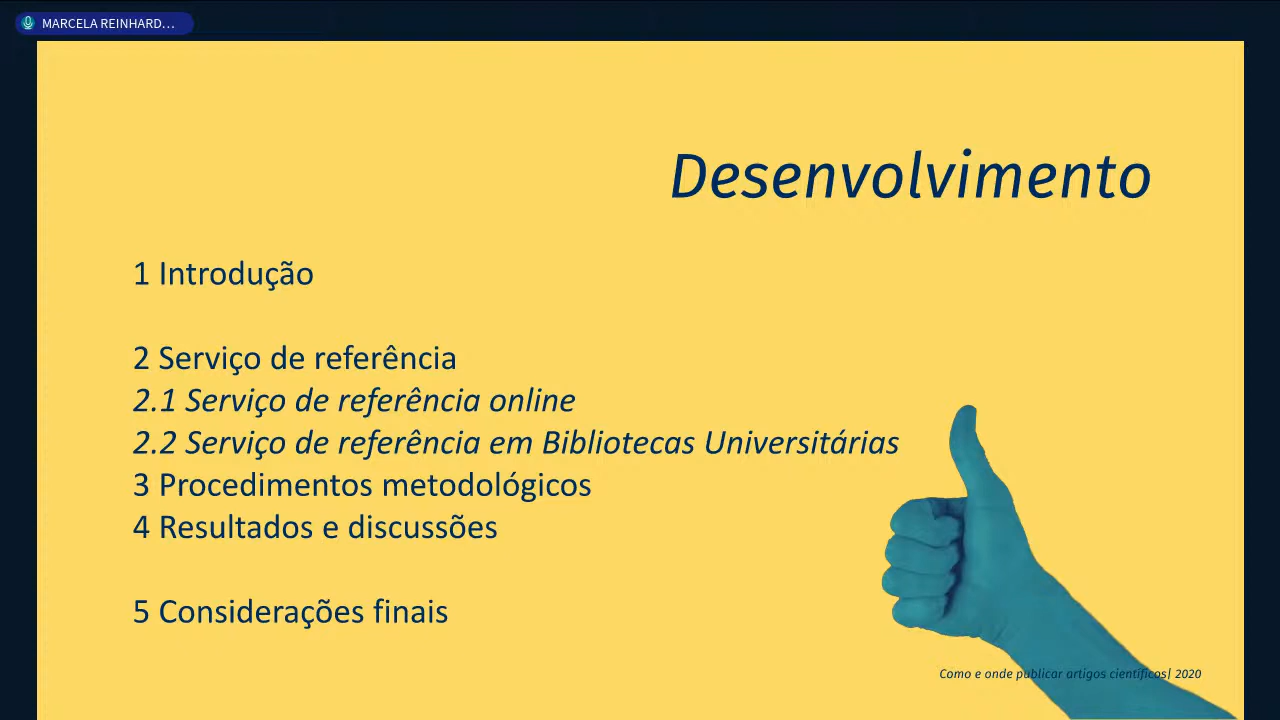 MARCELA REINHARD...
Desenvolvimento
1 Introdução
2 Serviço de referência
2.1 Serviço de referência online
2.2 Serviço de referência em Bibliotecas Universitárias
3 Procedimentos metodológicos
4 Resultados e discussões
5 Considerações finais
Como e onde publicar artigos científicos| 2020